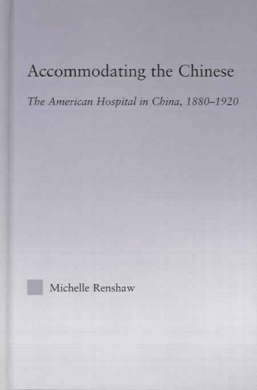 Accommodating the Chinese
The American Hospital in China, 1880–1920
Michelle Renshaw